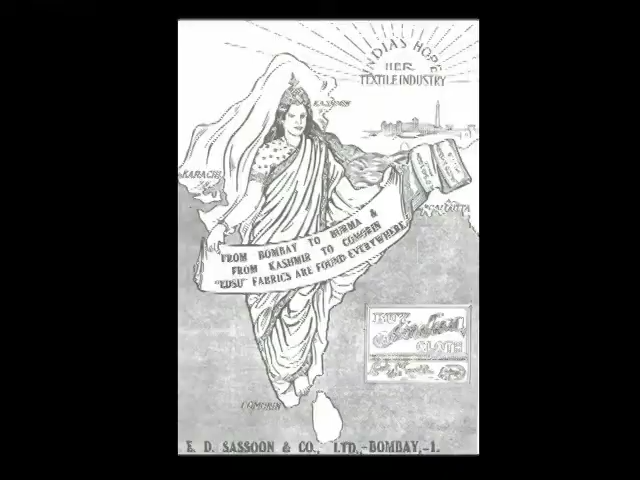 INDIA'S HOPE
HER
TEXTILE INDUSTRY
KASHMIR
KARACHI
CALCUTTA
FROM BOMBAY TO BURMA &
FROM KASHMIR TO COMORIN
"EDSU" FABRICS ARE FOUND EVERYWHERE
BUY
Indian
CLOTH
COMORIN
E. D. SASSOON & CO., LTD.,-BOMBAY,-1.